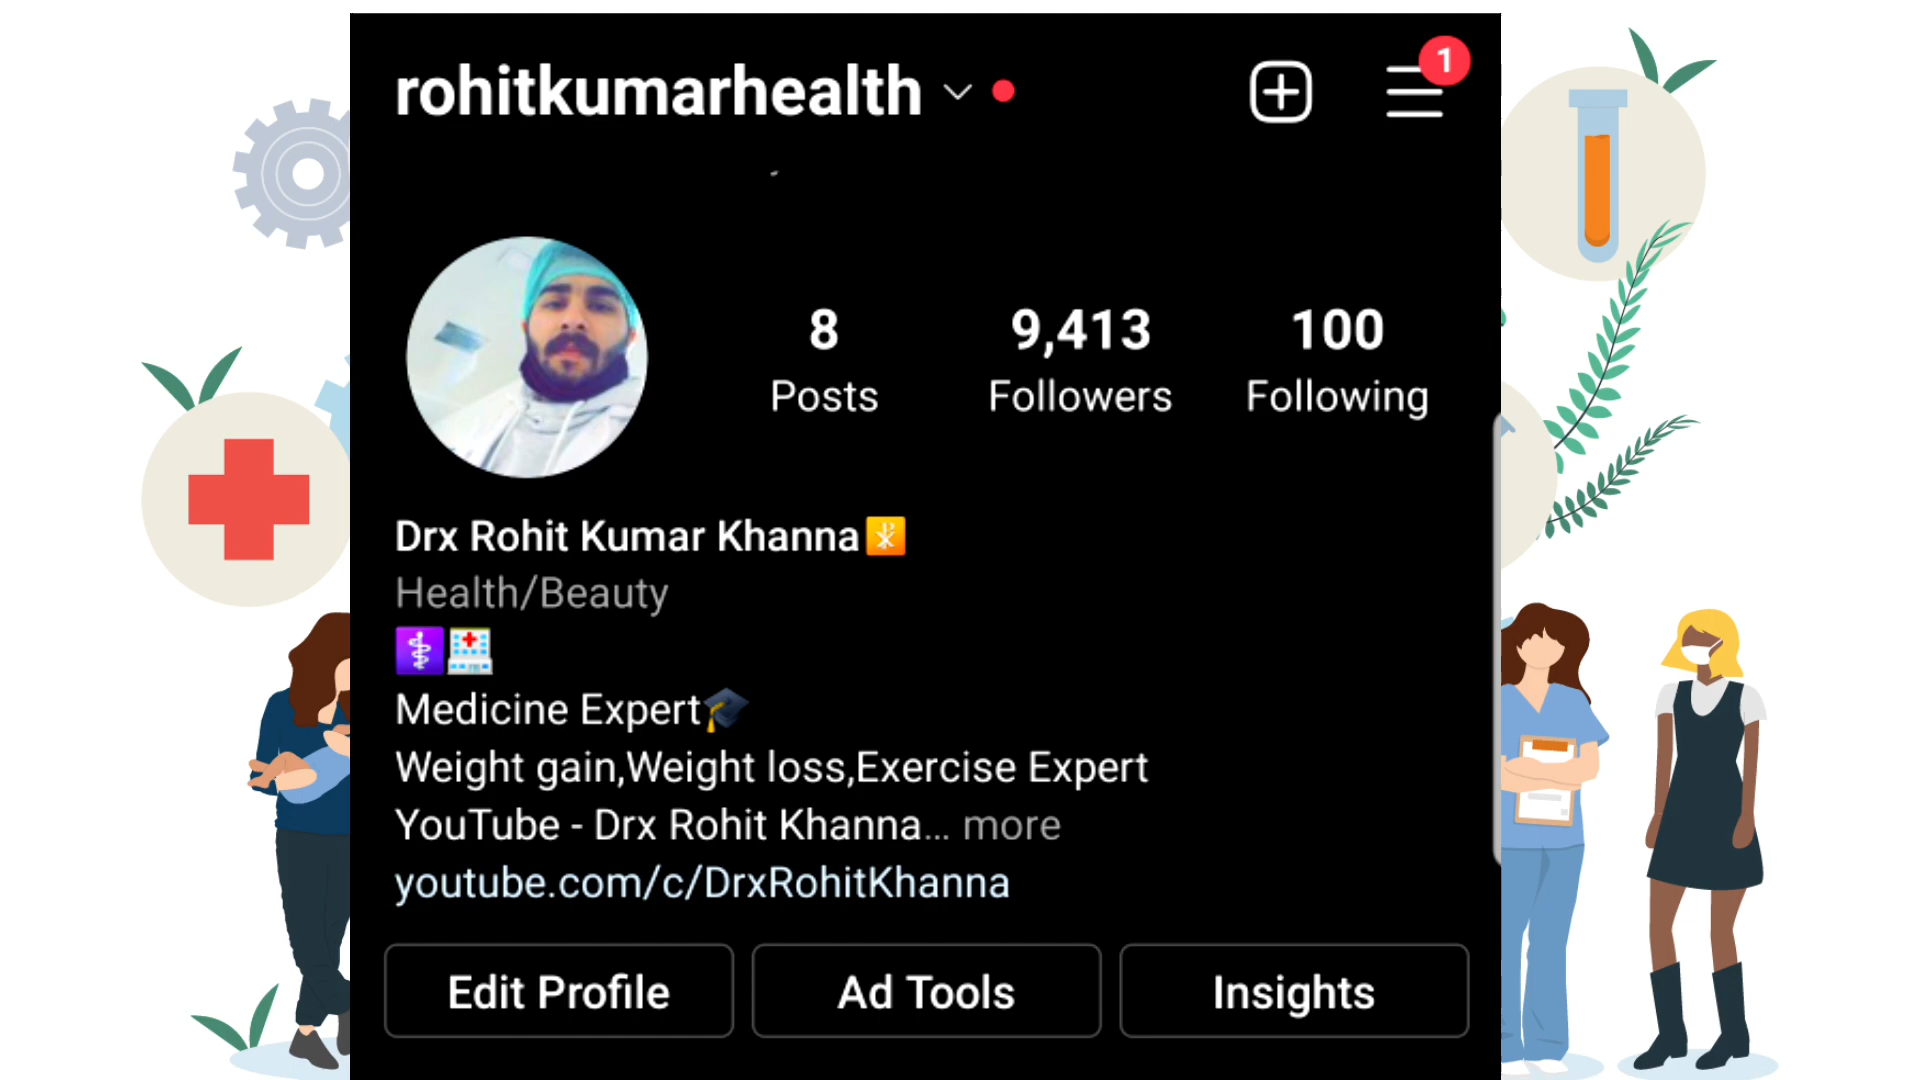 rohitkumarhealth
1
8 9,413 100
Posts Followers Following
Drx Rohit Kumar Khanna
Health/Beauty
Medicine Expert🎓
Weight gain,Weight loss,Exercise Expert
YouTube - Drx Rohit Khanna... more
youtube.com/c/DrxRohitKhanna
Edit Profile Ad Tools Insights